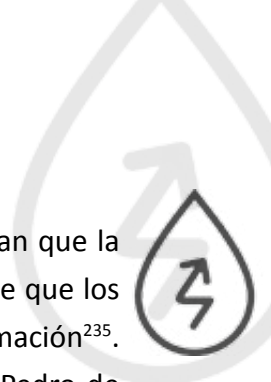 an que la
e que los
mación²³⁵.
Pedro de